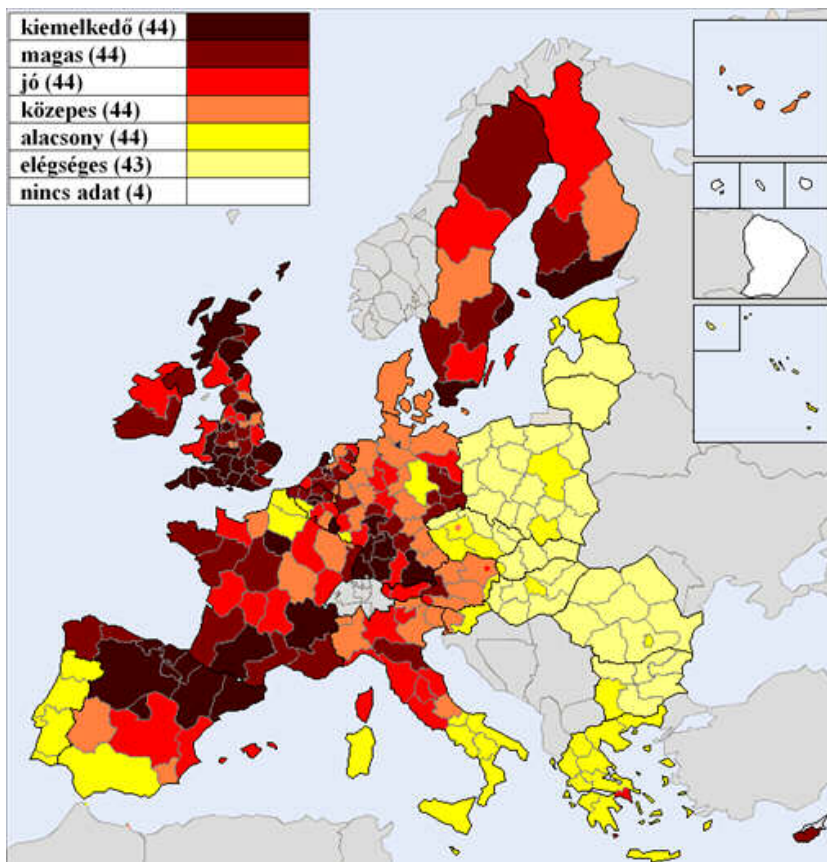 kiemelkedő (44)
magas (44)
jó (44)
közepes (44)
alacsony (44)
elégséges (43)
nincs adat (4)